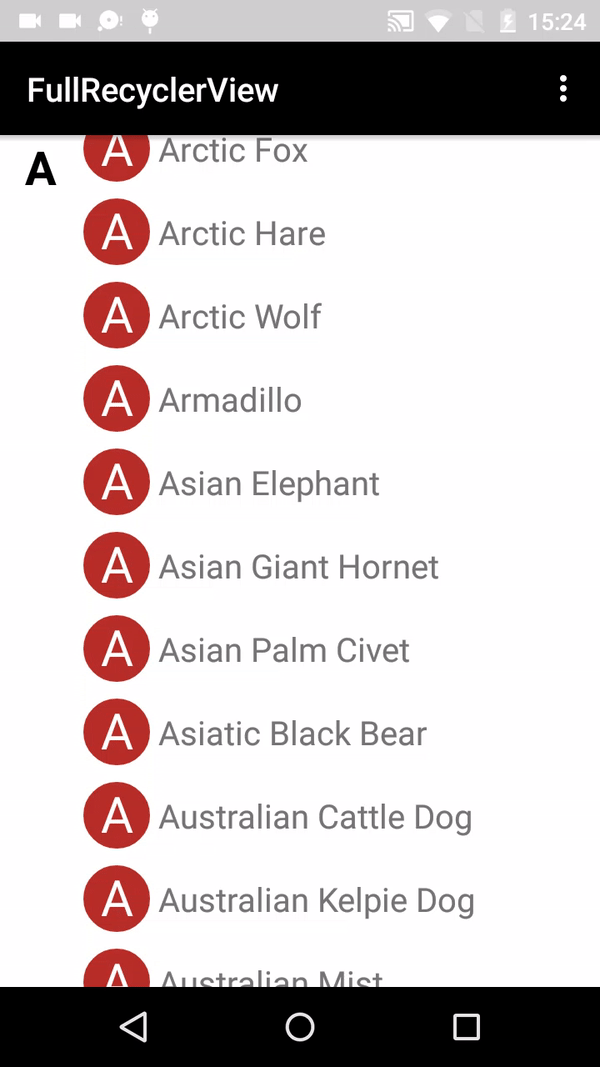 15:24
FullRecyclerView
A
A Arctic Fox
A Arctic Hare
A Arctic Wolf
A Armadillo
A Asian Elephant
A Asian Giant Hornet
A Asian Palm Civet
A Asiatic Black Bear
A Australian Cattle Dog
A Australian Kelpie Dog
A Australian Mist